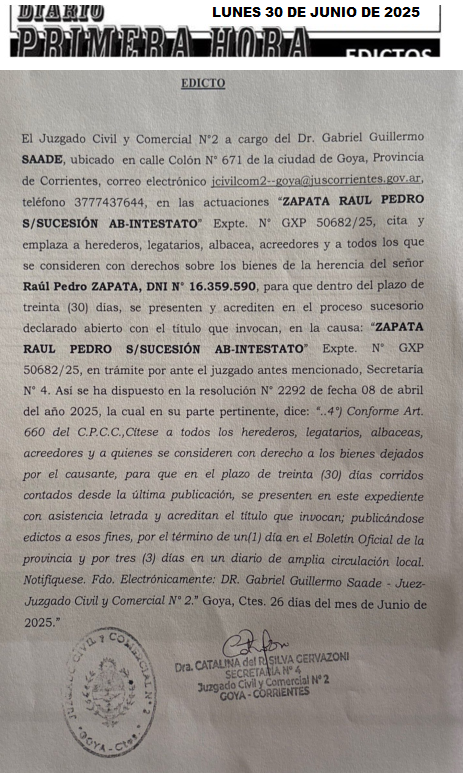 DIARIO
PRIMERA HORA
LUNES 30 DE JUNIO DE 2025
EDICTOS
EDICTO
El Juzgado Civil y Comercial N°2 a cargo del Dr. Gabriel Guillermo
SAADE, ubicado en calle Colón N° 671 de la ciudad de Goya, Provincia
de Corrientes, correo electrónico jcivilcom2--goya@juscorrientes.gov.ar,
teléfono 3777437644, en las actuaciones "ZAPATA RAUL PEDRO
S/SUCESIÓN AB-INTESTATO" Expte. N° GXP 50682/25, cita y
emplaza a herederos, legatarios, albacea, acreedores y a todos los que
se consideren con derechos sobre los bienes de la herencia del señor
Raúl Pedro ZAPATA, DNI N° 16.359.590, para que dentro del plazo de
treinta (30) días, se presenten y acrediten en el proceso sucesorio
declarado abierto con el titulo que invocan, en la causa: "ZAPATA
RAUL PEDRO S/SUCESIÓN AB-INTESTATO" Expte. N° GXP
50682/25, en trámite por ante el juzgado antes mencionado, Secretaria
N° 4. Así se ha dispuesto en la resolución N° 2292 de fecha 08 de abril
del año 2025, la cual en su parte pertinente, dice: "..4°) Conforme Art.
660 del C.P.C.C.,Cítese a todos los herederos, legatarios, albaceas,
acreedores y a quienes se consideren con derecho a los bienes dejados
por el causante, para que en el plazo de treinta (30) días corridos
contados desde la última publicación, se presenten en este expediente
con asistencia letrada y acreditan el título que invocan; publicándose
edictos a esos fines, por el término de un(1) día en el Boletín Oficial de la
provincia y por tres (3) días en un diario de amplia circulación local.
Notifíquese. Fdo. Electrónicamente: DR. Gabriel Guillermo Saade - Juez-
Juzgado Civil y Comercial N° 2." Goya, Ctes. 26 días del mes de Junio de
2025."
JUZGADO CIVIL Y COMERCIAL N° 2
GOYA - Ctes.
Dra. CATALINA del R. SILVA GERVAZONI
SECRETARIA N° 4
Juzgado Civil y Comercial N° 2
GOYA - CORRIENTES